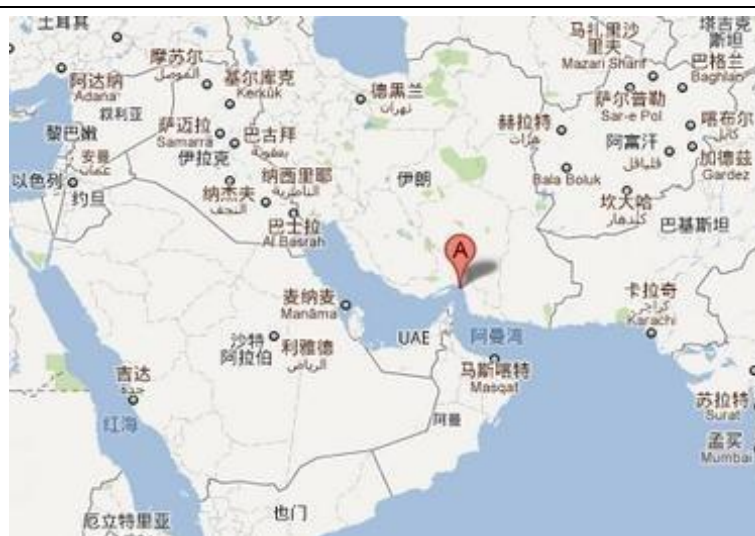 土耳其
摩苏尔
الموصل
马扎里沙
里夫
Mazari Sharif
塔吉克
斯坦
阿达纳
Adana
基尔库克
Kerkûk
德黑兰
تهران
巴格兰
Baghlan
叙利亚
萨尔普勒
Sar-e Pol
黎巴嫩
萨迈拉
Samarra
巴古拜
بعقوبة
赫拉特
هرات
喀布尔
کابل
安曼
عمان
伊拉克
阿富汗
加德兹
Gardez
以色列
约旦
纳西里耶
الناصرية
伊朗
Bala Boluk
纳杰夫
النجف
坎大哈
کندهار
巴士拉
Al Basrah
巴基斯坦
A
麦纳麦
Manāma
卡拉奇
كراچى
Karachi
沙特
阿拉伯
利雅德
الرياض
UAE
阿曼湾
马斯喀特
Masqat
吉达
جدة
红海
苏拉特
Surat
阿曼
孟买
Mumbai
也门
厄立特里亚